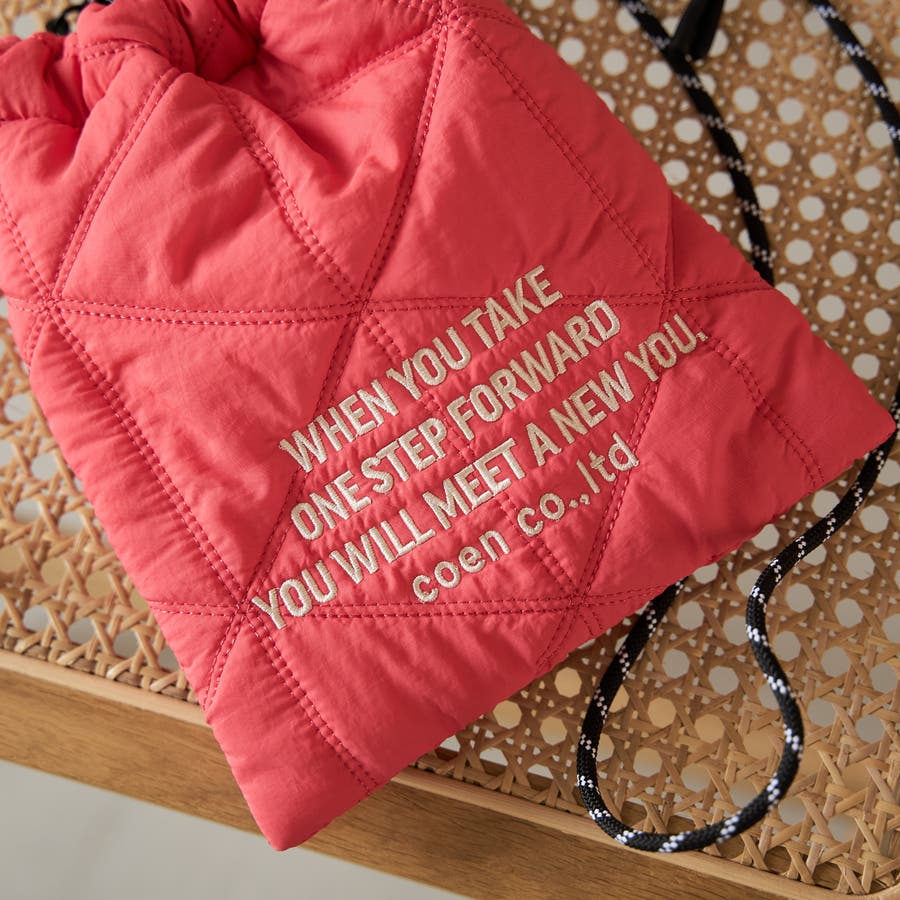 WHEN YOU TAKE
ONE STEP FORWARD
YOU WILL MEET A NEW YOU.
coen co.,ltd